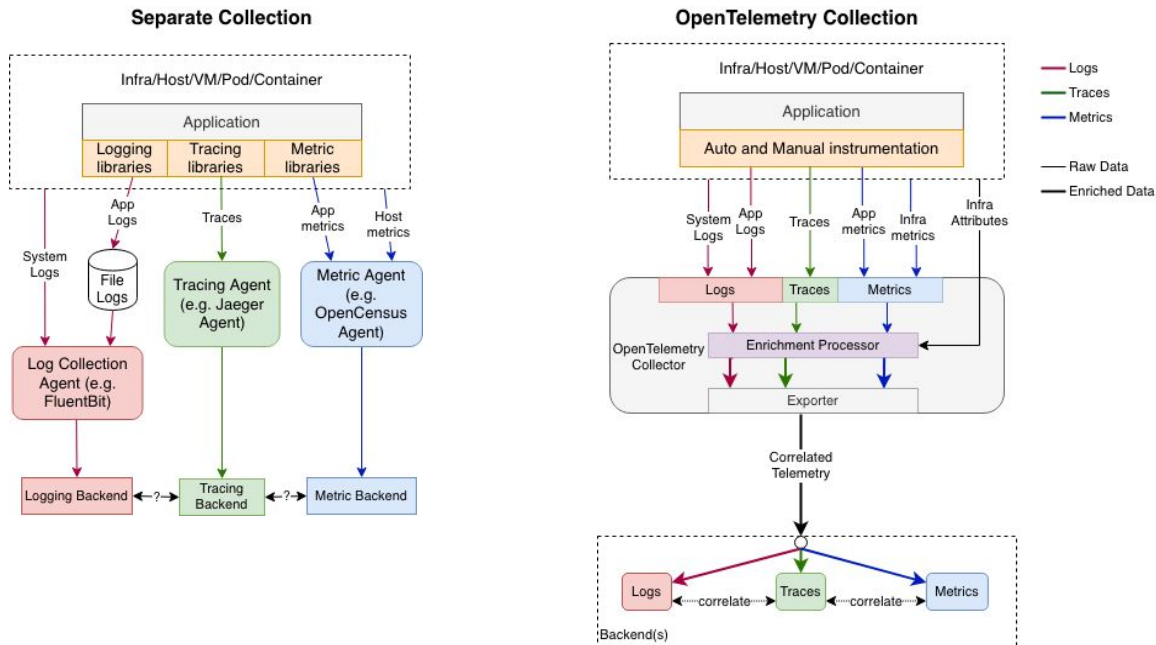 Separate Collection
Infra/Host/VM/Pod/Container
Application
Logging
libraries
Tracing
libraries
Metric
libraries
System
Logs
App
Logs
Traces
App
metrics
Host
metrics
File
Logs
Tracing Agent
(e.g. Jaeger
Agent)
Metric Agent
(e.g.
OpenCensus
Agent)
Log Collection
Agent (e.g.
FluentBit)
Logging Backend
?
Tracing
Backend
?
Metric Backend
OpenTelemetry Collection
Infra/Host/VM/Pod/Container
Application
Auto and Manual instrumentation
System
Logs
App
Logs
Traces
App
metrics
Infra
metrics
Infra
Attributes
Logs
Traces
Metrics
OpenTelemetry
Collector
Enrichment Processor
Exporter
Correlated
Telemetry
Logs
correlate
Traces
correlate
Metrics
Backend(s)
Logs
Traces
Metrics
Raw Data
Enriched Data